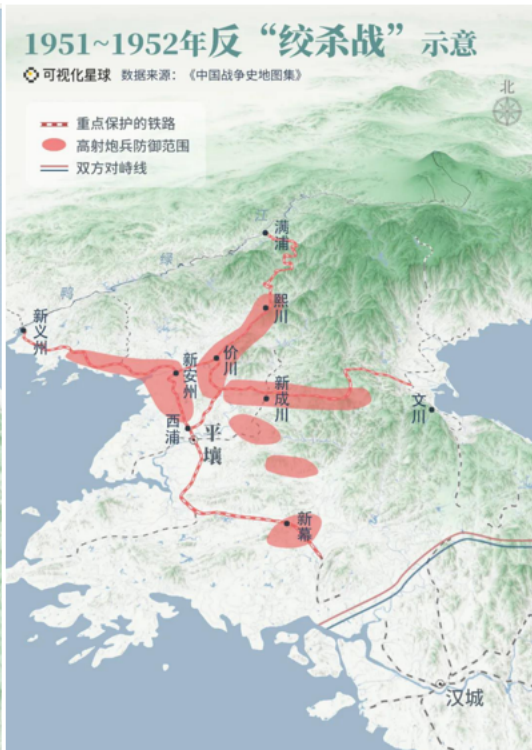 1951~1952年反“绞杀战”示意
可视化星球 数据来源：《中国战争史地图集》
北
重点保护的铁路
高射炮兵防御范围
双方对峙线
江
满浦
绿
鸭
熙川
新义州
价川
新安州
新成川
文川
西浦
平壤
新幕
汉城